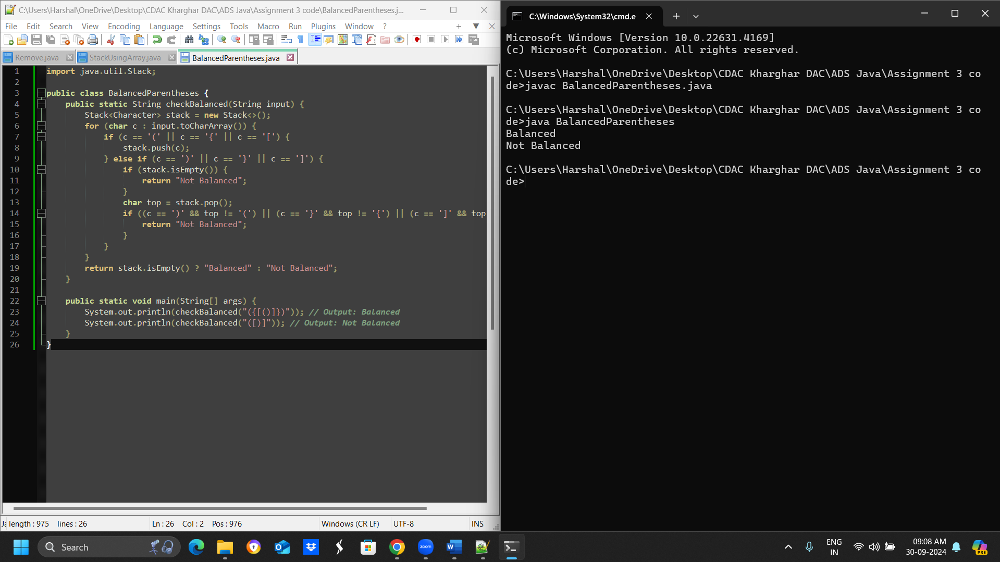 C:\Users\Harshal\OneDrive\Desktop\CDAC Kharghar DAC\ADS Java\Assignment 3 code\BalancedParentheses.j...
File Edit Search View Encoding Language Settings Tools Macro Run Plugins Window ?
Remove.java StackUsingArray.java BalancedParentheses.java
1 import java.util.Stack;
2
3 public class BalancedParentheses {
4 public static String checkBalanced(String input) {
5 Stack<Character> stack = new Stack<>();
6 for (char c : input.toCharArray()) {
7 if (c == '(' || c == '{' || c == '[') {
8 stack.push(c);
9 } else if (c == ')' || c == '}' || c == ']') {
10 if (stack.isEmpty()) {
11 return "Not Balanced";
12 }
13 char top = stack.pop();
14 if ((c == ')' && top != '(') || (c == '}' && top != '{') || (c == ']' && top
15 return "Not Balanced";
16 }
17 }
18 }
19 return stack.isEmpty() ? "Balanced" : "Not Balanced";
20 }
21
22 public static void main(String[] args) {
23 System.out.println(checkBalanced("({[()]})")); // Output: Balanced
24 System.out.println(checkBalanced("([)]")); // Output: Not Balanced
25 }
26 }
Ja length : 975 lines : 26 Ln : 26 Col : 2 Pos : 976 Windows (CR LF) UTF-8 INS
C:\Windows\System32\cmd.e
Microsoft Windows [Version 10.0.22631.4169]
(c) Microsoft Corporation. All rights reserved.
C:\Users\Harshal\OneDrive\Desktop\CDAC Kharghar DAC\ADS Java\Assignment 3 co
de>javac BalancedParentheses.java
C:\Users\Harshal\OneDrive\Desktop\CDAC Kharghar DAC\ADS Java\Assignment 3 co
de>java BalancedParentheses
Balanced
Not Balanced
C:\Users\Harshal\OneDrive\Desktop\CDAC Kharghar DAC\ADS Java\Assignment 3 co
de>
Search
zoom
ENG
IN
09:08 AM
30-09-2024
PRE